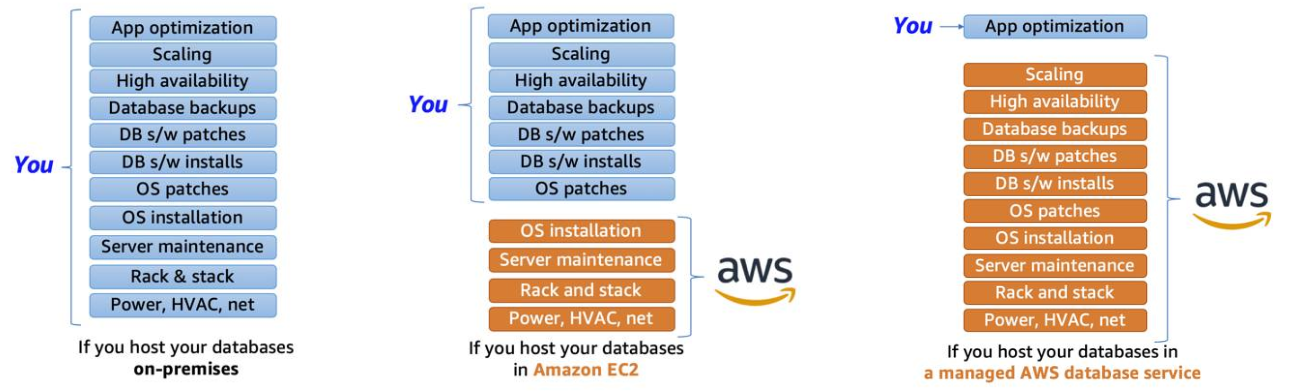 You
App optimization
Scaling
High availability
Database backups
DB s/w patches
DB s/w installs
OS patches
OS installation
Server maintenance
Rack & stack
Power, HVAC, net
If you host your databases
on-premises
You
App optimization
Scaling
High availability
Database backups
DB s/w patches
DB s/w installs
OS patches
OS installation
Server maintenance
Rack and stack
Power, HVAC, net
aws
If you host your databases
in Amazon EC2
You
App optimization
Scaling
High availability
Database backups
DB s/w patches
DB s/w installs
OS patches
OS installation
Server maintenance
Rack and stack
Power, HVAC, net
aws
If you host your databases in
a managed AWS database service